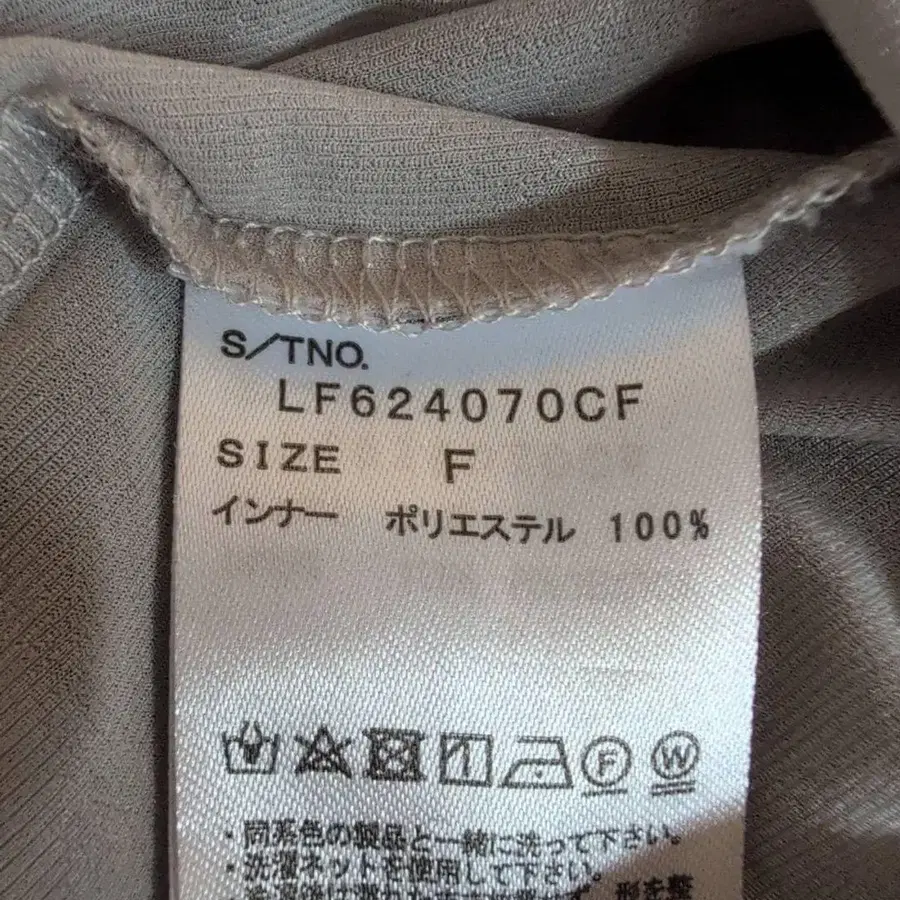 S/TNO.
LF624070CF
SIZE F
インナー ポリエステル 100%
F W
・同系色の製品と一緒に洗って下さい。
・洗濯ネットを使用して下さい。